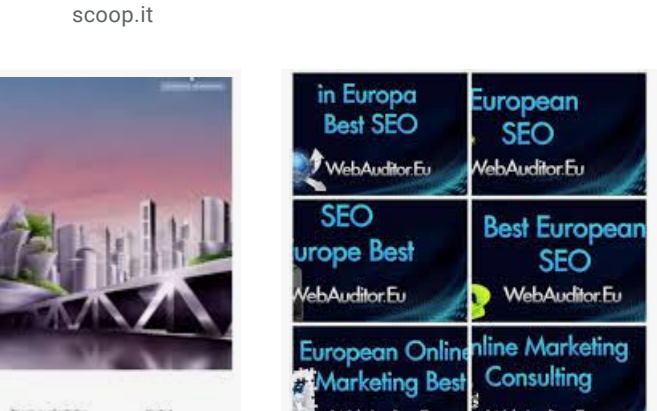 scoop.it
in Europa
Best SEO
WebAuditor.Eu
European
SEO
WebAuditor.Eu
SEO
urope Best
WebAuditor.Eu
Best European
SEO
WebAuditor.Eu
European Online
Marketing Best
nline Marketing
Consulting